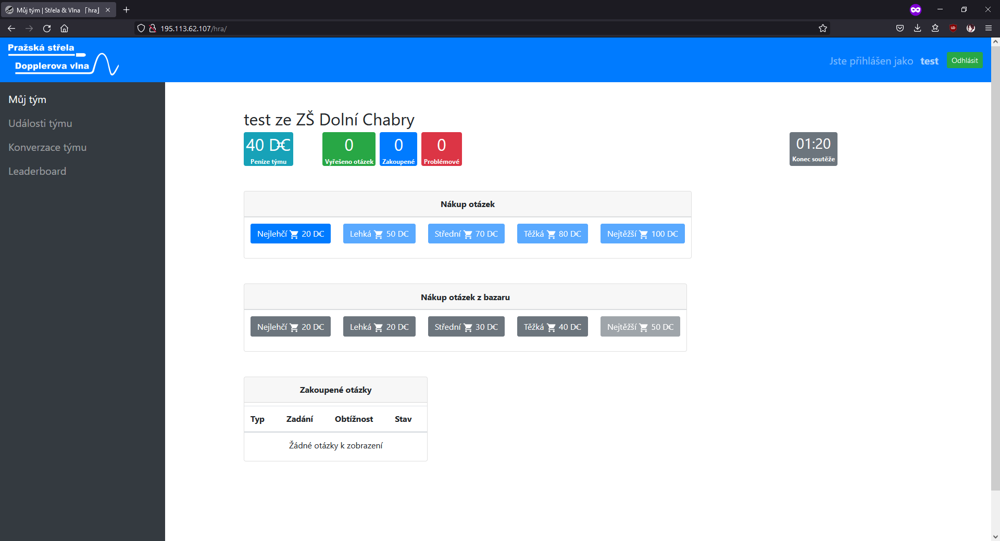 Můj tým | Střela & Vlna 「hra」
195.113.62.107/hra/
Pražská střela
Dopplerova vlna
Jste přihlášen jako test
Odhlásit
Můj tým
Události týmu
Konverzace týmu
Leaderboard
test ze ZŠ Dolní Chabry
40 D€
Peníze týmu
0
Vyřešeno otázek
0
Zakoupené
0
Problémové
01:20
Konec soutěže
Nákup otázek
Nejlehčí 20 D€
Lehká 50 D€
Střední 70 D€
Těžká 80 D€
Nejtěžší 100 D€
Nákup otázek z bazaru
Nejlehčí 20 D€
Lehká 20 D€
Střední 30 D€
Těžká 40 D€
Nejtěžší 50 D€
Zakoupené otázky
Typ Zadání Obtížnost Stav
Žádné otázky k zobrazení